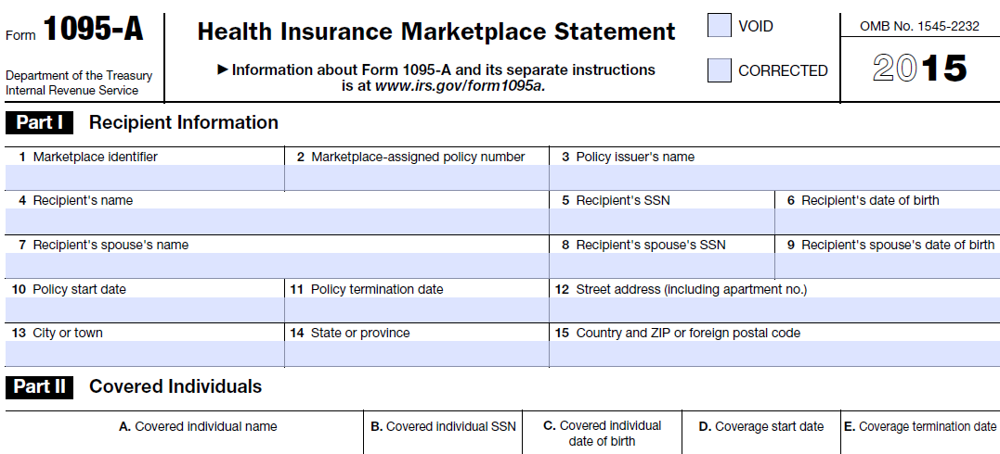 Form 1095-A
Department of the Treasury
Internal Revenue Service
Health Insurance Marketplace Statement
▶ Information about Form 1095-A and its separate instructions
is at www.irs.gov/form1095a.
VOID
CORRECTED
OMB No. 1545-2232
2015
Part I Recipient Information
1 Marketplace identifier 2 Marketplace-assigned policy number 3 Policy issuer's name
4 Recipient's name 5 Recipient's SSN 6 Recipient's date of birth
7 Recipient's spouse's name 8 Recipient's spouse's SSN 9 Recipient's spouse's date of birth
10 Policy start date 11 Policy termination date 12 Street address (including apartment no.)
13 City or town 14 State or province 15 Country and ZIP or foreign postal code
Part II Covered Individuals
A. Covered individual name B. Covered individual SSN C. Covered individual
date of birth D. Coverage start date E. Coverage termination date